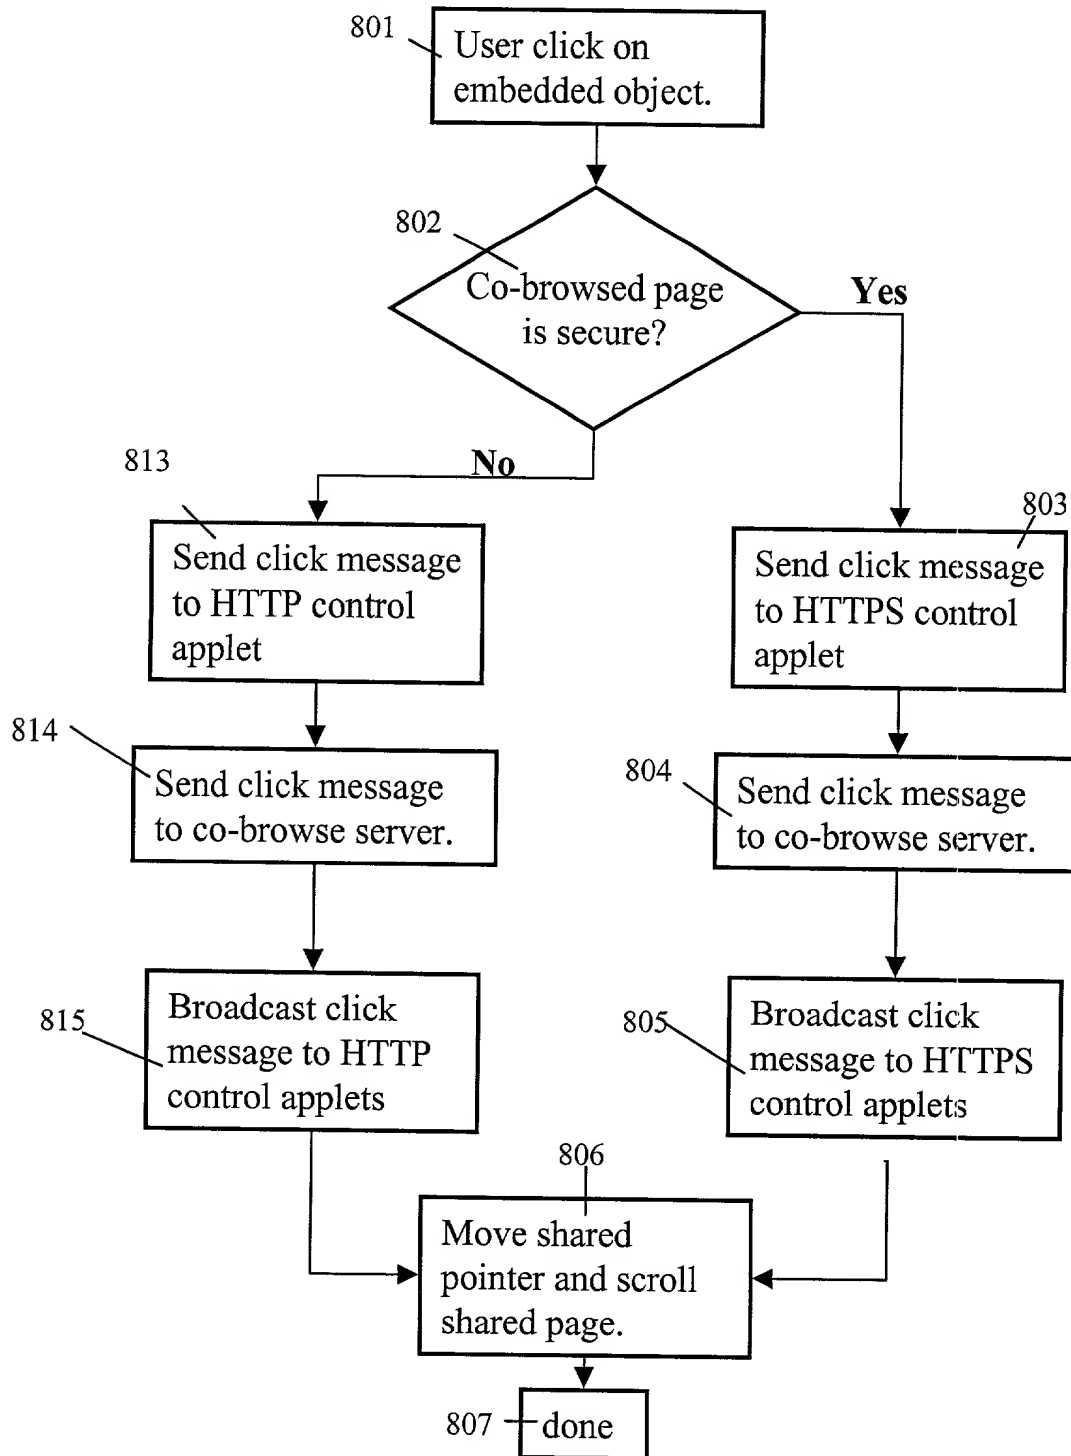 801
User click on
embedded object.
802
Co-browsed page
is secure?
Yes
No
813
Send click message
to HTTP control
applet
803
Send click message
to HTTPS control
applet
814
Send click message
to co-browse server.
804
Send click message
to co-browse server.
815
Broadcast click
message to HTTP
control applets
805
Broadcast click
message to HTTPS
control applets
806
Move shared
pointer and scroll
shared page.
807
done